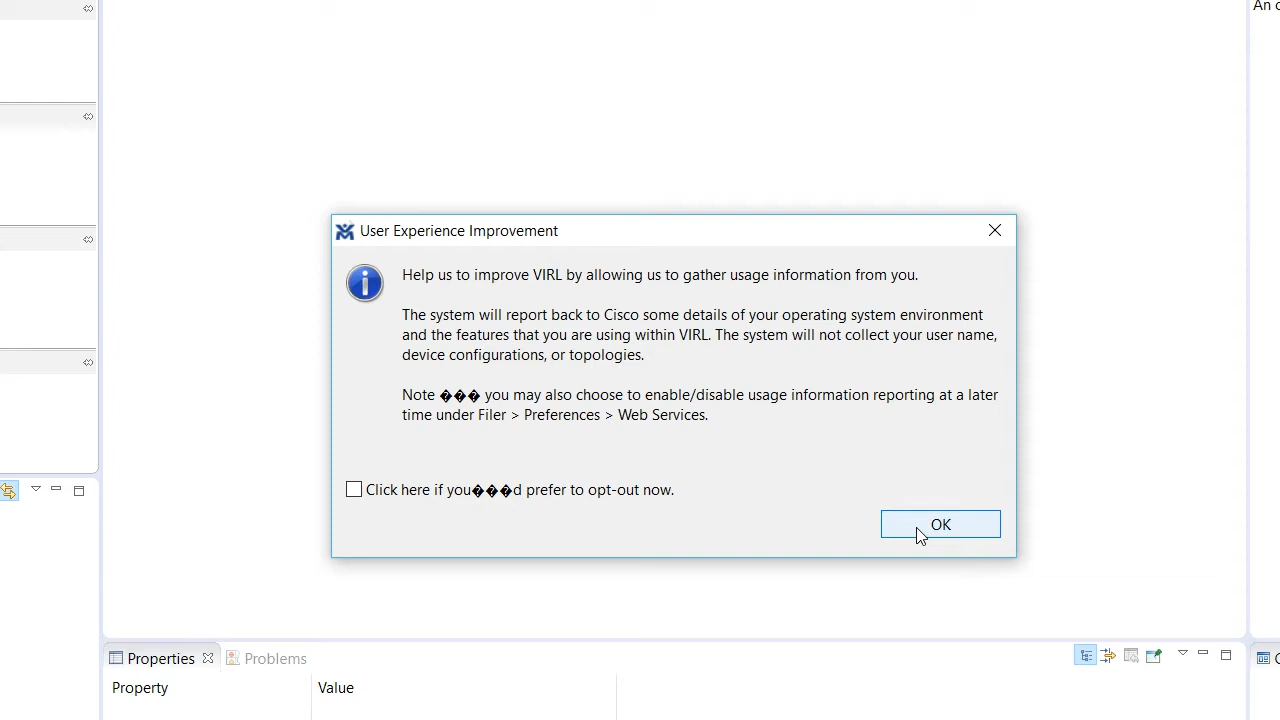 An
User Experience Improvement
Help us to improve VIRL by allowing us to gather usage information from you.
The system will report back to Cisco some details of your operating system environment
and the features that you are using within VIRL. The system will not collect your user name,
device configurations, or topologies.
Note ��� you may also choose to enable/disable usage information reporting at a later
time under Filer > Preferences > Web Services.
Click here if you���d prefer to opt-out now.
OK
Properties
Problems
Property
Value